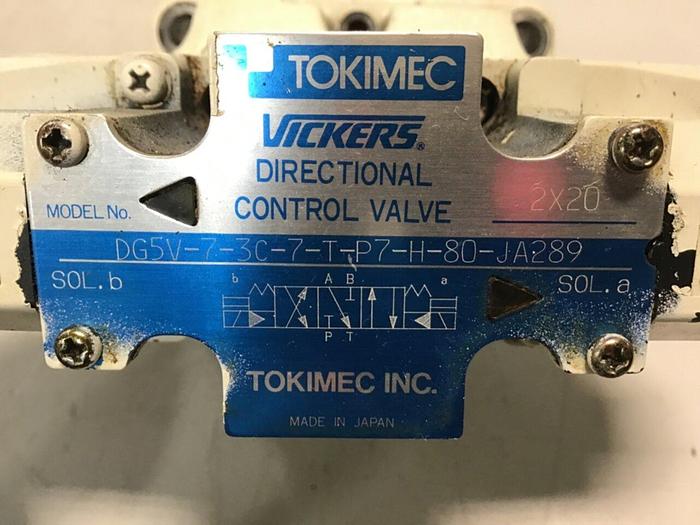 TOKIMEC
VICKERS®
DIRECTIONAL
CONTROL VALVE
MODEL No.
2X20
DG5V-7-3C-7-T-P7-H-80-JA289
SOL.b
b
A B
a
SOL.a
P T
TOKIMEC INC.
MADE IN JAPAN